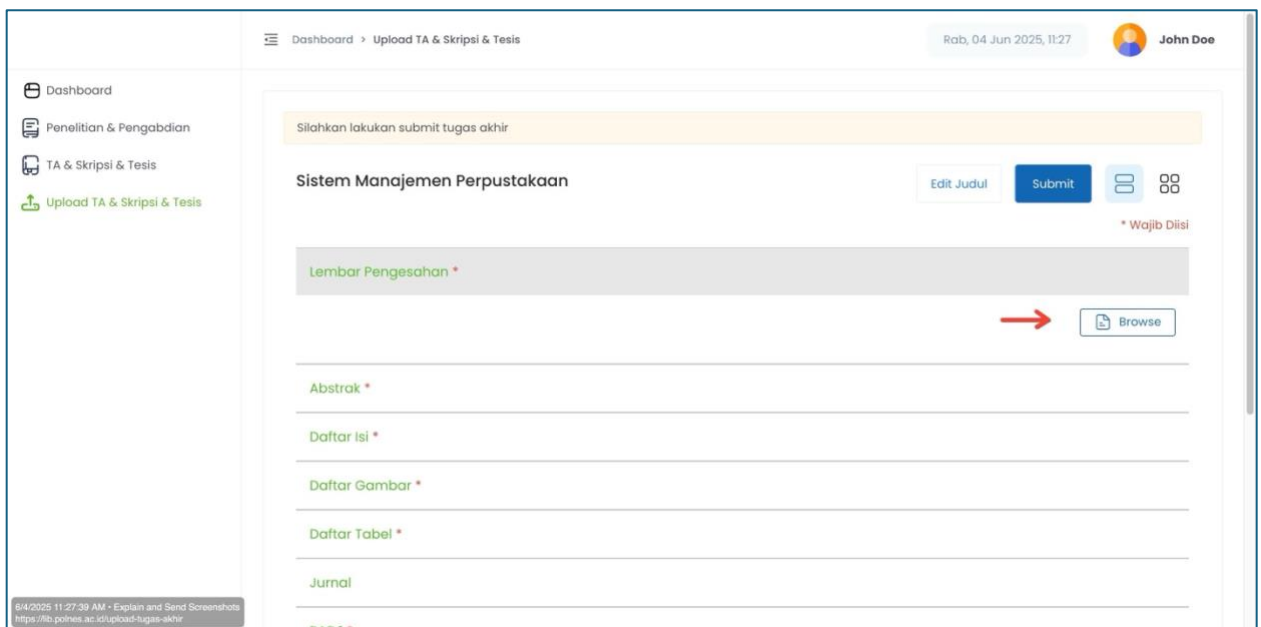 Dashboard > Upload TA & Skripsi & Tesis
Rab, 04 Jun 2025, 11:27
John Doe
Dashboard
Penelitian & Pengabdian
TA & Skripsi & Tesis
Upload TA & Skripsi & Tesis
Silahkan lakukan submit tugas akhir
Sistem Manajemen Perpustakaan
Edit Judul
Submit
* Wajib Diisi
Lembar Pengesahan *
Browse
Abstrak *
Daftar Isi *
Daftar Gambar *
Daftar Tabel *
Jurnal
6/4/2025 11:27:39 AM • Explain and Send Screenshots
https://lib.polnes.ac.id/upload-tugas-akhir